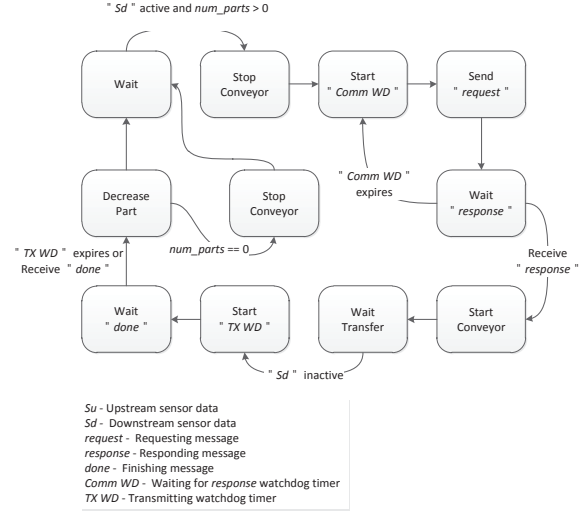 " Sd " active and num_parts > 0
Wait
Stop
Conveyor
Start
" Comm WD "
Send
" request "
" Comm WD "
expires
Decrease
Part
Stop
Conveyor
Wait
" response "
num_parts == 0
" TX WD " expires or
Receive " done "
Receive
" response "
Wait
" done "
Start
" TX WD "
Wait
Transfer
Start
Conveyor
" Sd " inactive
Su - Upstream sensor data
Sd - Downstream sensor data
request - Requesting message
response - Responding message
done - Finishing message
Comm WD - Waiting for response watchdog timer
TX WD - Transmitting watchdog timer